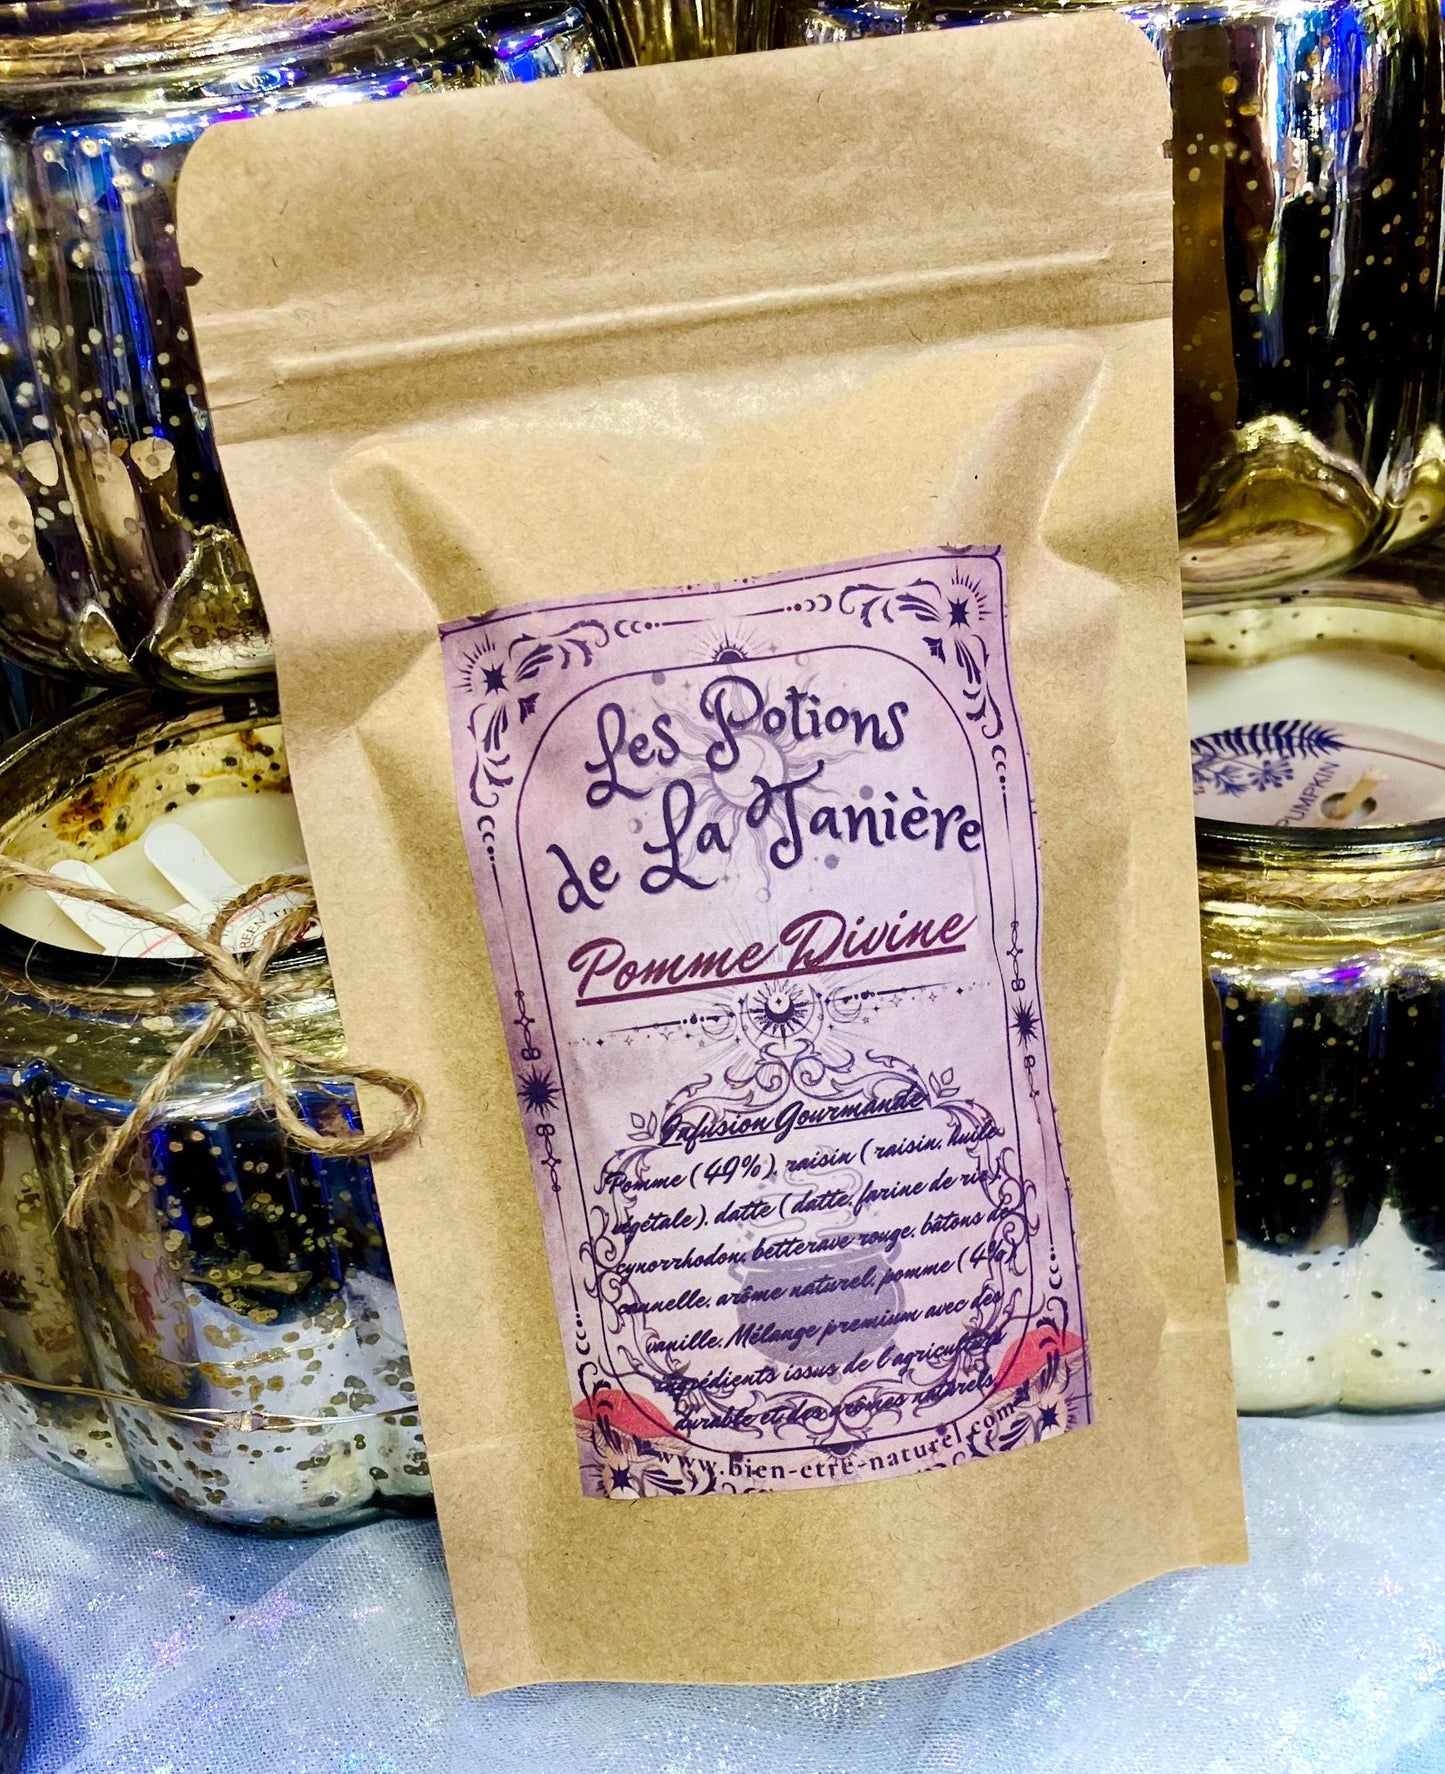 Les Potions
de La Tanière
Pomme Divine
Infusion Gourmande
Pomme (49%), raisin (raisin, huile
végétale), datte (datte, farine de riz),
cynorrhodon, betterave rouge, bâtons de
cannelle, arôme naturel, pomme (4%),
vanille. Mélange premium avec des
ingrédients issus de l'agriculture
durable et des arômes naturels.
www.bien-etre-naturel.com
PUMPKIN